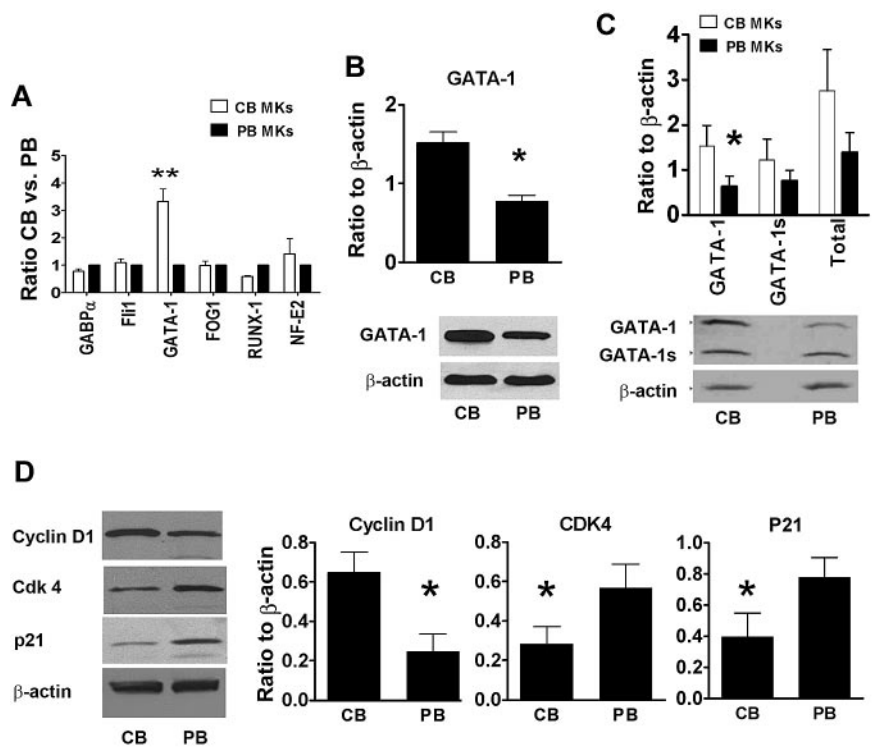 A
CB MKs
PB MKs
Ratio CB vs. PB
5
4
3
2
1
0
**
GABPα
Fli1
GATA-1
FOG1
RUNX-1
NF-E2
B
GATA-1
Ratio to β-actin
2
1
0
*
CB PB
GATA-1
β-actin
CB PB
C
CB MKs
PB MKs
Ratio to β-actin
4
3
2
1
0
*
GATA-1
GATA-1s
Total
GATA-1
GATA-1s
β-actin
CB PB
D
Cyclin D1
Cdk 4
p21
β-actin
CB PB
Ratio to β-actin
Cyclin D1
0.8
0.6
0.4
0.2
0.0
*
CB PB
CDK4
0.8
0.6
0.4
0.2
0.0
*
CB PB
P21
1.0
0.8
0.6
0.4
0.2
0.0
*
CB PB